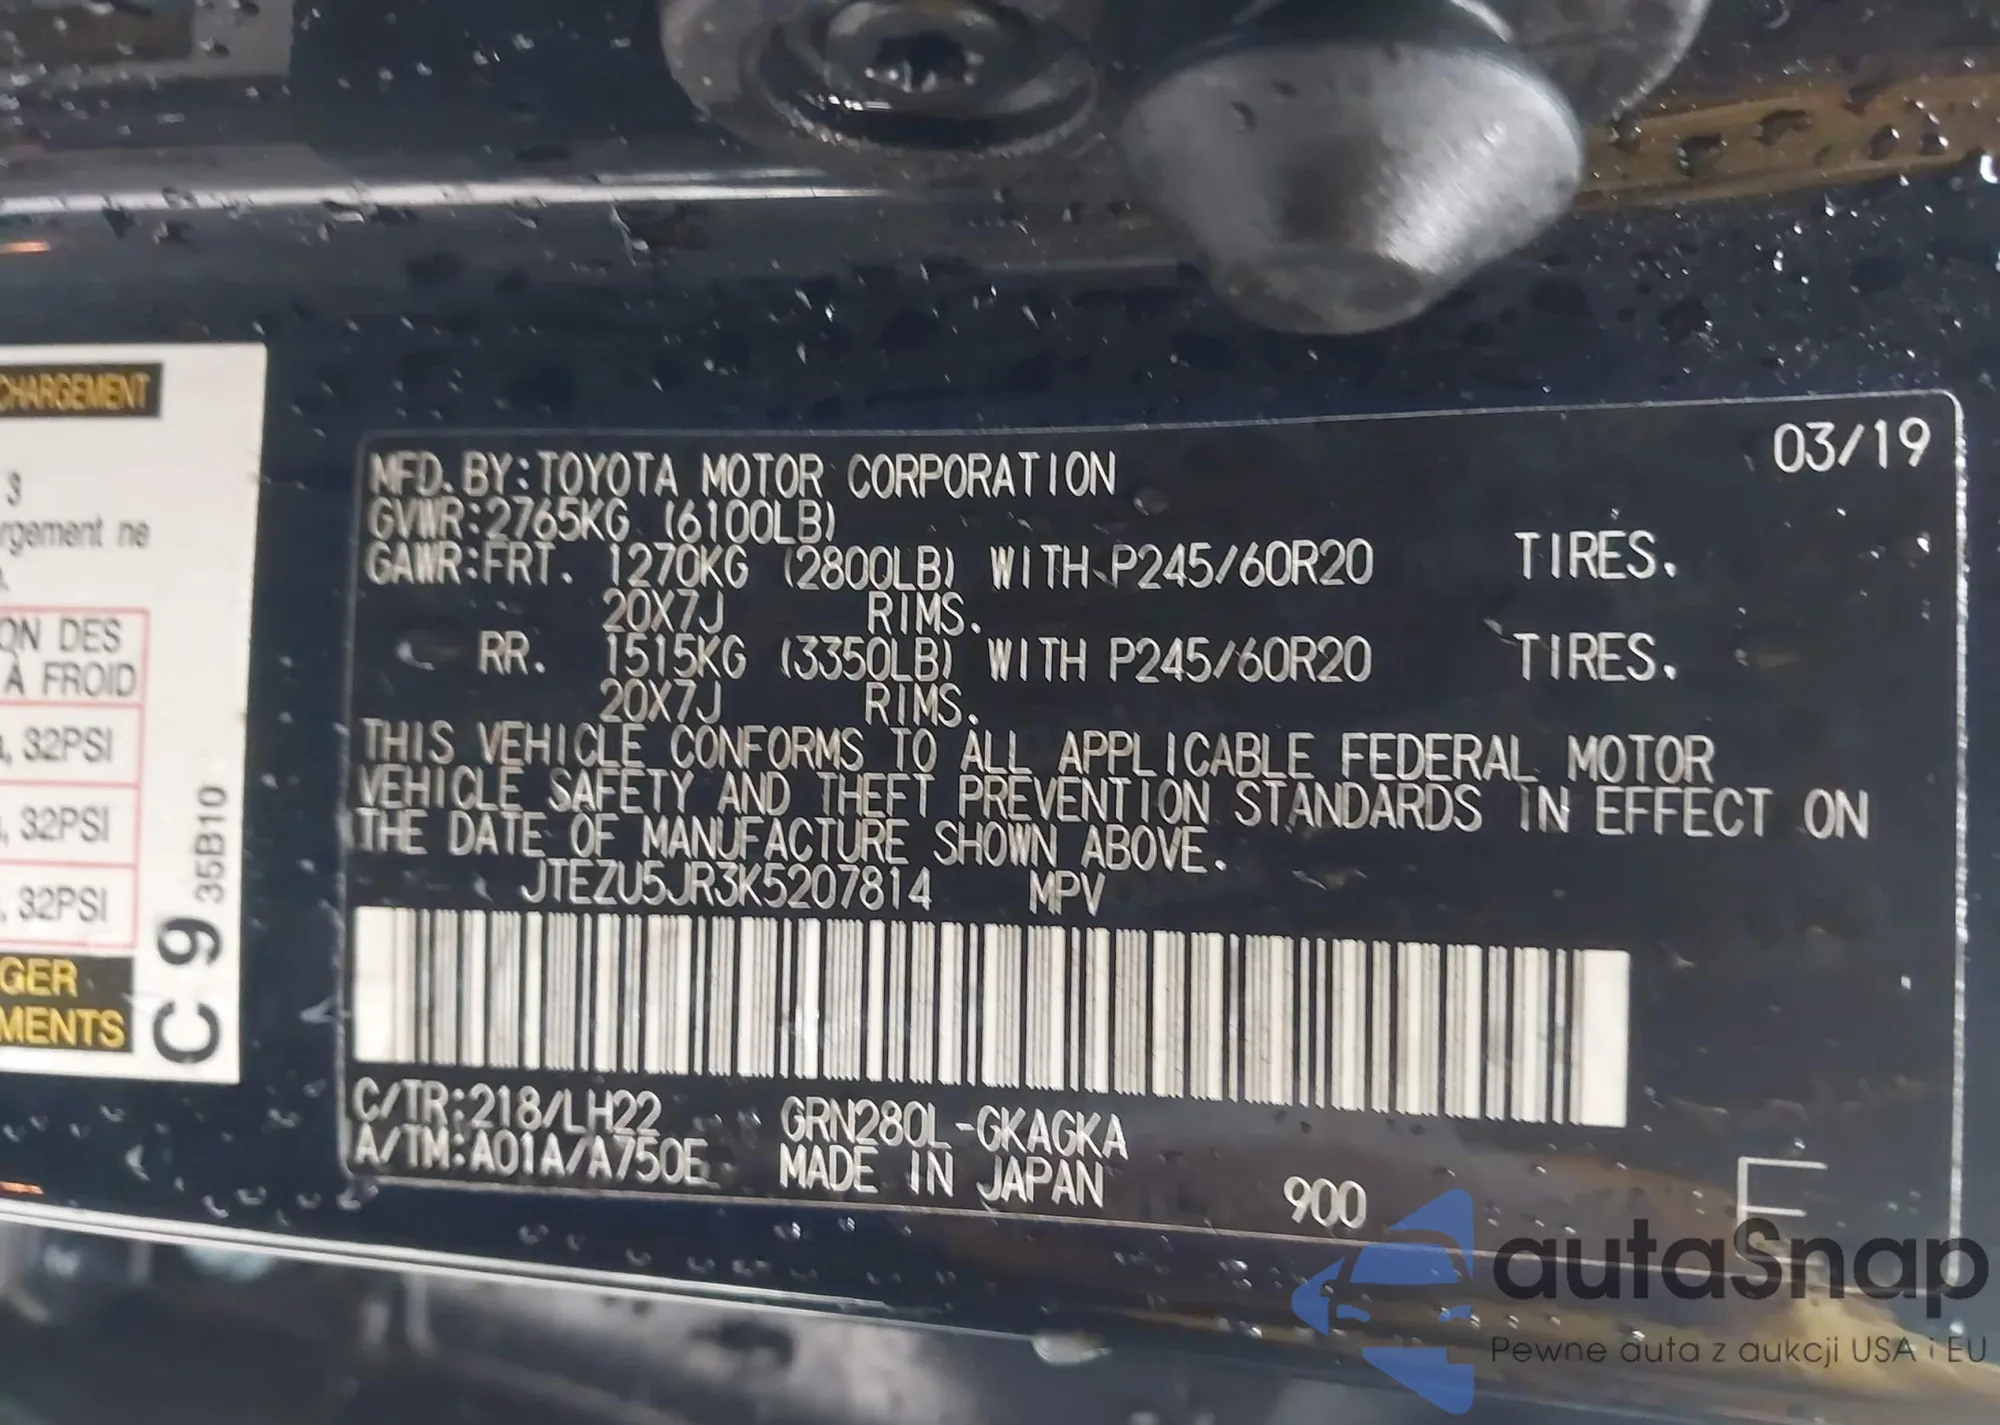 CHARGEMENT
3
rgement ne
ON DES
À FROID
, 32PSI
, 32PSI
, 32PSI
GER
MENTS
C 9 35B10
03/19
MFD. BY: TOYOTA MOTOR CORPORATION
GVWR: 2765KG (6100LB)
GAWR: FRT. 1270KG (2800LB) WITH P245/60R20 TIRES.
20X7J RIMS.
RR. 1515KG (3350LB) WITH P245/60R20 TIRES.
20X7J RIMS.
THIS VEHICLE CONFORMS TO ALL APPLICABLE FEDERAL MOTOR
VEHICLE SAFETY AND THEFT PREVENTION STANDARDS IN EFFECT ON
THE DATE OF MANUFACTURE SHOWN ABOVE.
JTEZU5JR3K5207814 MPV
C/TR: 218/LH22 GRN280L-GKAGKA
A/TM: A01A/A750E MADE IN JAPAN 900
autaSnap
Pewne auta z aukcji USA i EU